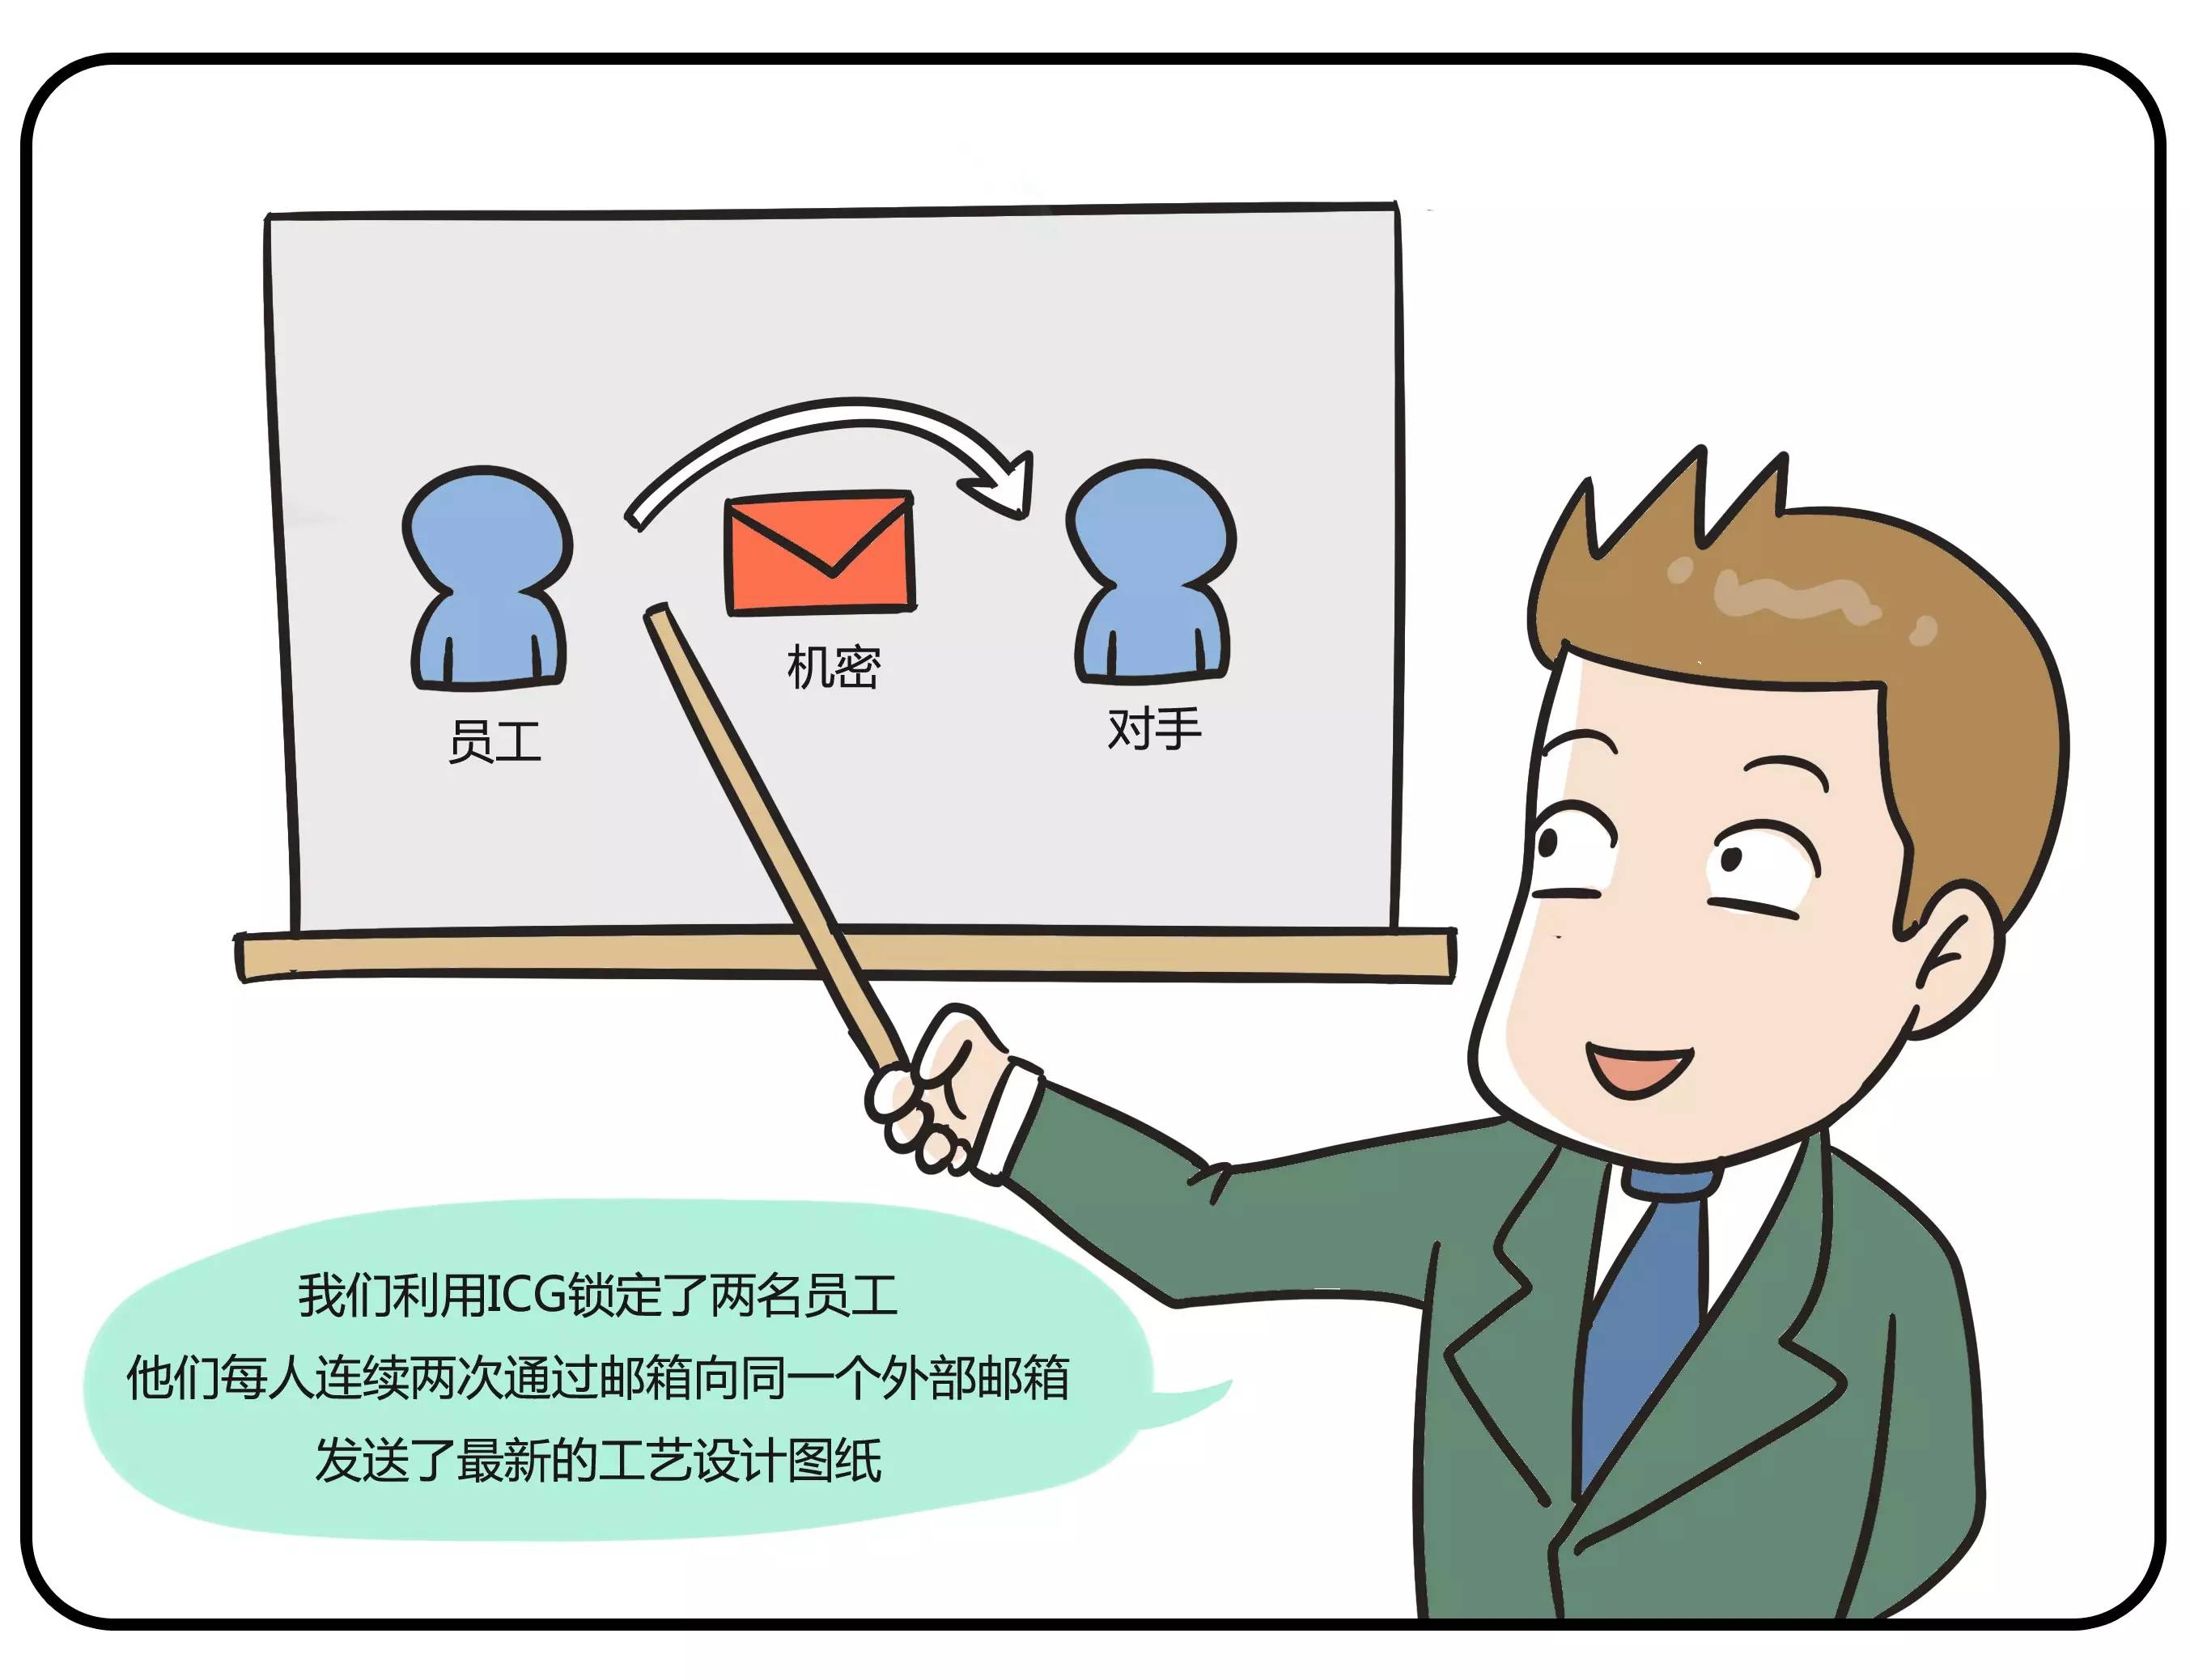 机密
员工
对手
我们利用ICG锁定了两名员工
他们每人连续两次通过邮箱向同一个外部邮箱
发送了最新的工艺设计图纸